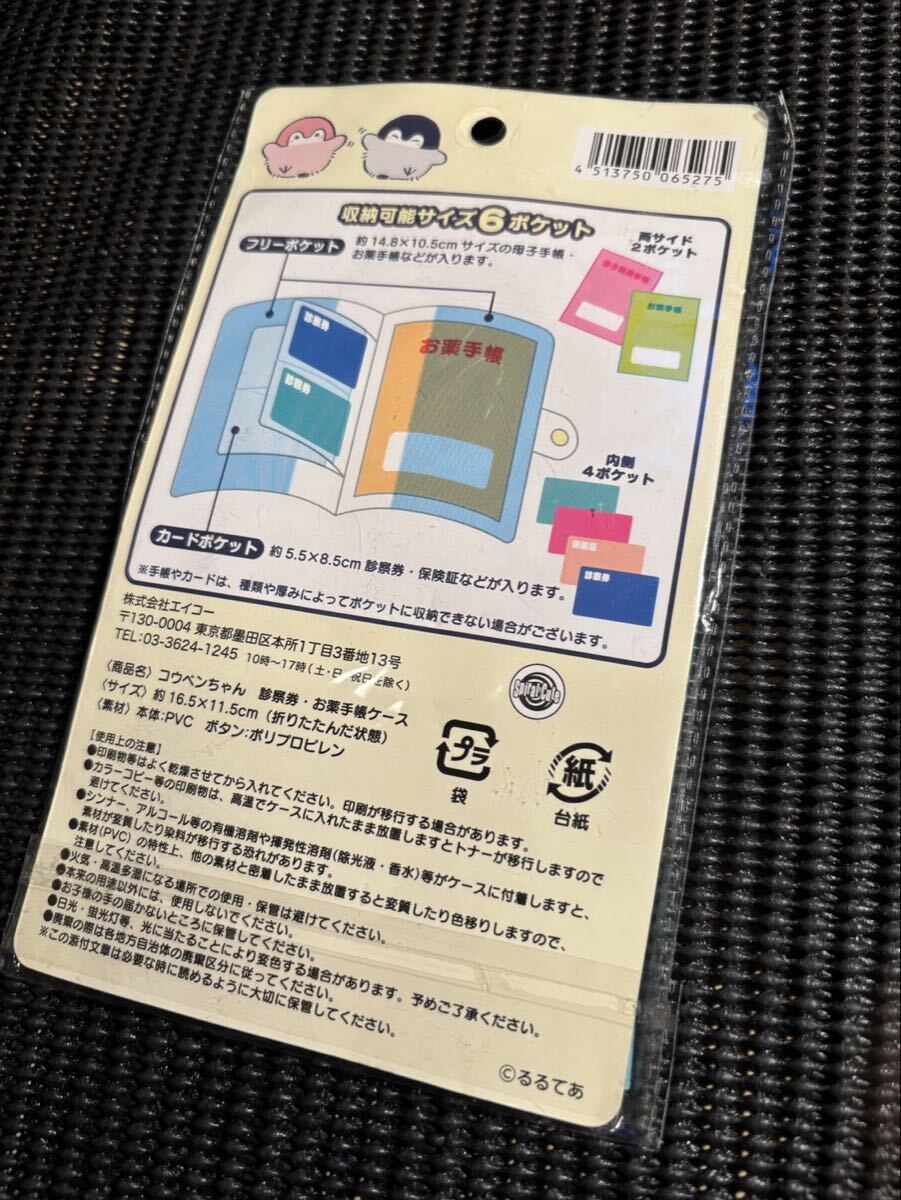 4 513750 065275
収納可能サイズ6ポケット
フリーポケット
約14.8×10.5cmサイズの母子手帳・
お薬手帳などが入ります。
両サイド
2ポケット
母子健康手帳
お薬手帳
診察券
診察券
お薬手帳
内側
4ポケット
保険証
診察券
カードポケット
約5.5×8.5cm 診察券・保険証などが入ります。
※手帳やカードは、種類や厚みによってポケットに収納できない場合がございます。
株式会社エイコー
〒130-0004 東京都墨田区本所1丁目3番地13号
TEL:03-3624-1245 10時~17時(土・日・祝日を除く)
〈商品名〉コウペンちゃん 診察券・お薬手帳ケース
〈サイズ〉約16.5×11.5cm(折りたたんだ状態)
〈素材〉本体:PVC ボタン:ポリプロピレン
Spiral Cute
プラ
袋
紙
台紙
【使用上の注意】
●印刷物等はよく乾燥させてから入れてください。印刷が移行する場合があります。
●カラーコピー等の印刷物は、高温でケースに入れたまま放置しますとトナーが移行しますので
避けてください。
●シンナー、アルコール等の有機溶剤や揮発性溶剤(除光液・香水)等がケースに付着しますと、
素材が変質したり染料が移行する恐れがあります。
●素材(PVC)の特性上、他の素材と密着したまま放置すると変質したり色移りしますので、
注意してください。
●火気・高温多湿になる場所での使用・保管は避けてください。
●本来の用途以外には、使用しないでください。
●お子様の手の届かないところに保管してください。
●日光・蛍光灯等、光に当たることにより変色する場合があります。予めご了承ください。
●廃棄の際は各地方自治体の廃棄区分に従ってください。
※この添付文章は必要な時に読めるように大切に保管してください。
©るるてあ